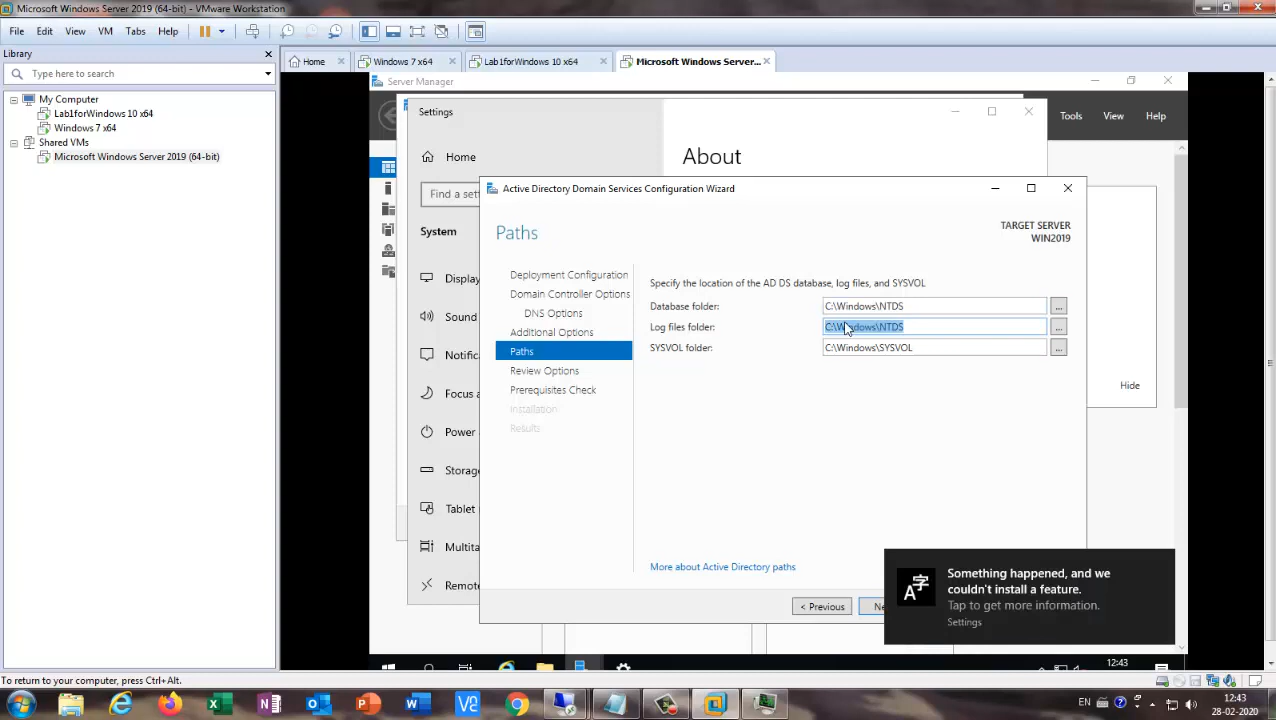 Microsoft Windows Server 2019 (64-bit) - VMware Workstation
File Edit View VM Tabs Help
Library
Type here to search
My Computer
Lab1forWindows 10 x64
Windows 7 x64
Shared VMs
Microsoft Windows Server 2019 (64-bit)
Home
Windows 7 x64
Lab1forWindows 10 x64
Microsoft Windows Server...
Server Manager
Tools View Help
Hide
Settings
Home
Find a set
System
Display
Sound
Notific
Focus a
Power
Storag
Tablet
Multita
Remot
About
Active Directory Domain Services Configuration Wizard
Paths
TARGET SERVER
WIN2019
Deployment Configuration
Domain Controller Options
DNS Options
Additional Options
Paths
Review Options
Prerequisites Check
Installation
Results
Specify the location of the AD DS database, log files, and SYSVOL
Database folder: C:\Windows\NTDS ...
Log files folder: C:\Windows\NTDS ...
SYSVOL folder: C:\Windows\SYSVOL ...
More about Active Directory paths
< Previous
Ne
Something happened, and we
couldn't install a feature.
Tap to get more information.
Settings
12:43
To return to your computer, press Ctrl+Alt.
EN
12:43
28-02-2020